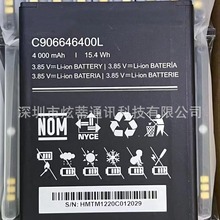 C906646400L
4 000 mAh | 15.4 Wh
3.85 V⎓Li-ion BATTERY | 3.85 V⎓Li-ion BATERÍA
3.85 V⎓Li-ion BATTERIA | 3.85 V⎓Li-ion BATTERIE
深圳市炫蒂通讯科技有限公司
NOM
NYCE
S/N: HMTM1220C012029